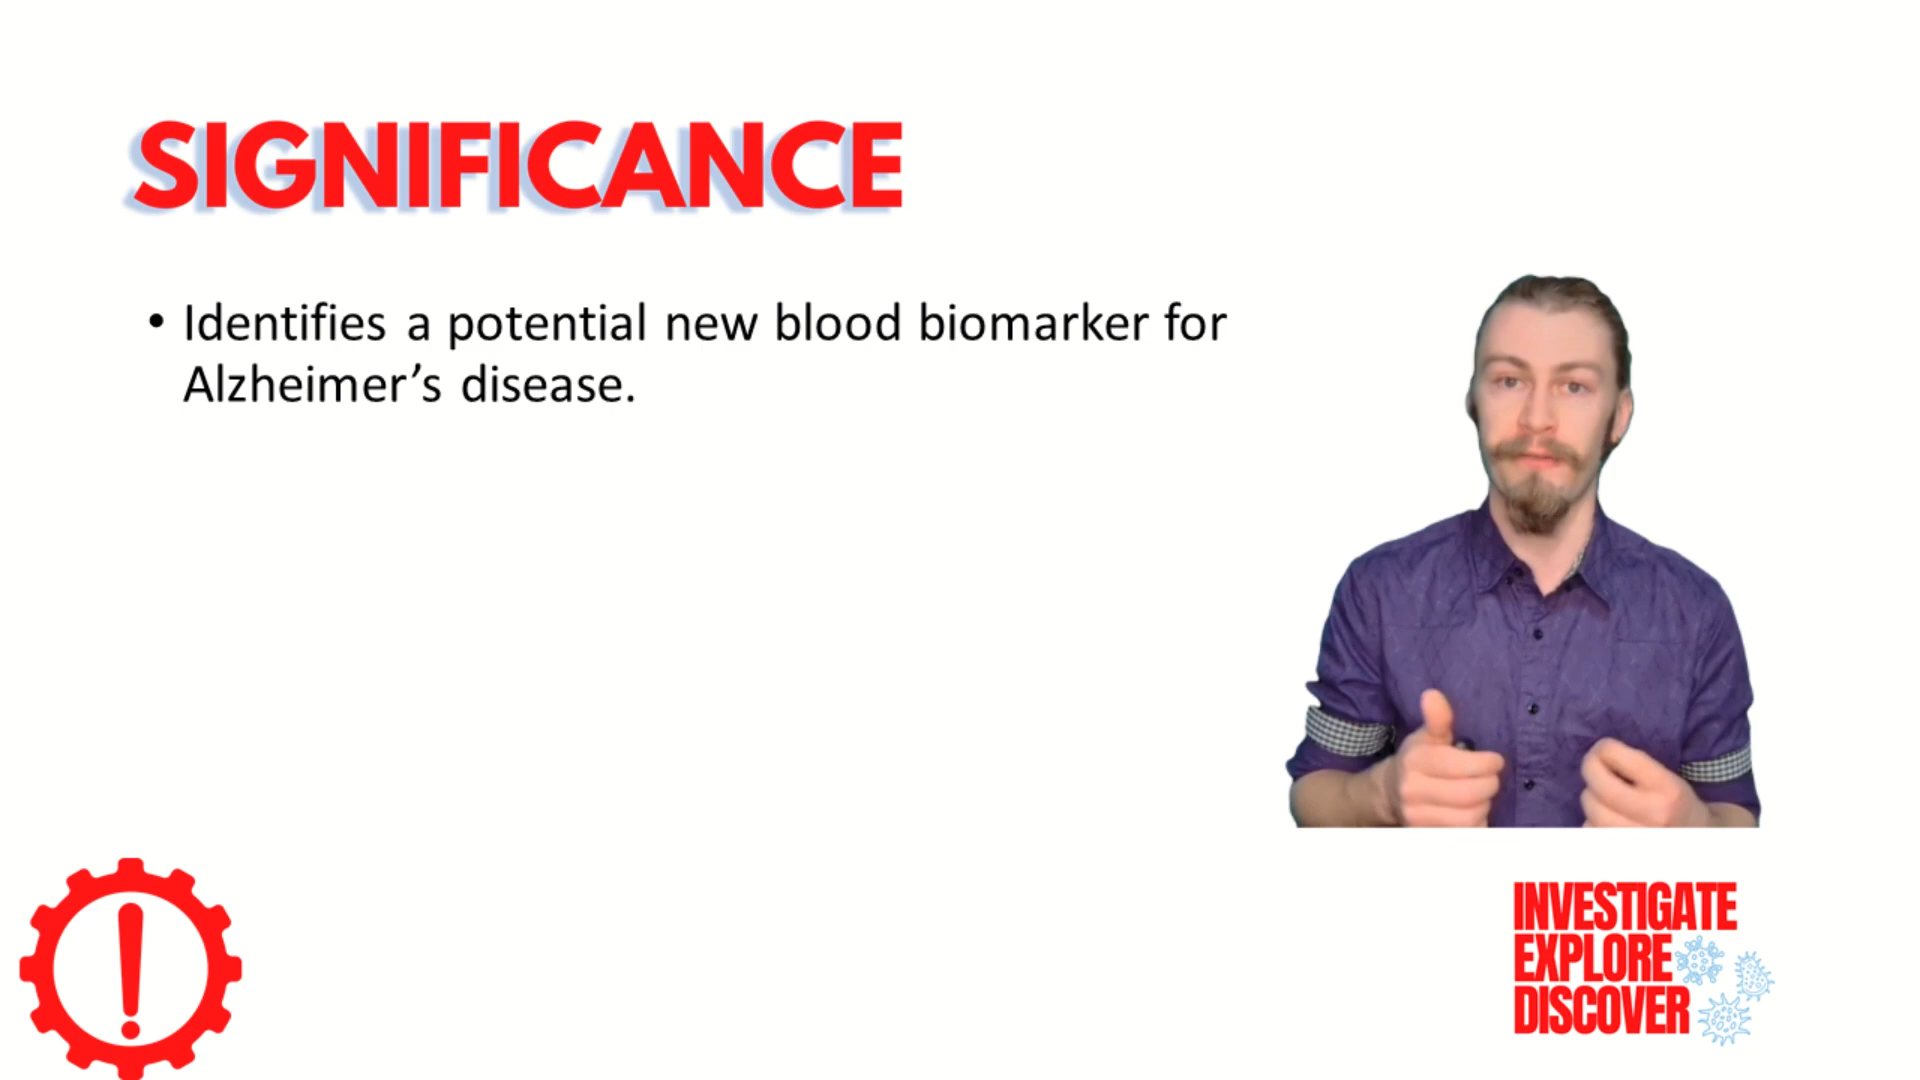 SIGNIFICANCE
• Identifies a potential new blood biomarker for
Alzheimer’s disease.
INVESTIGATE
EXPLORE
DISCOVER